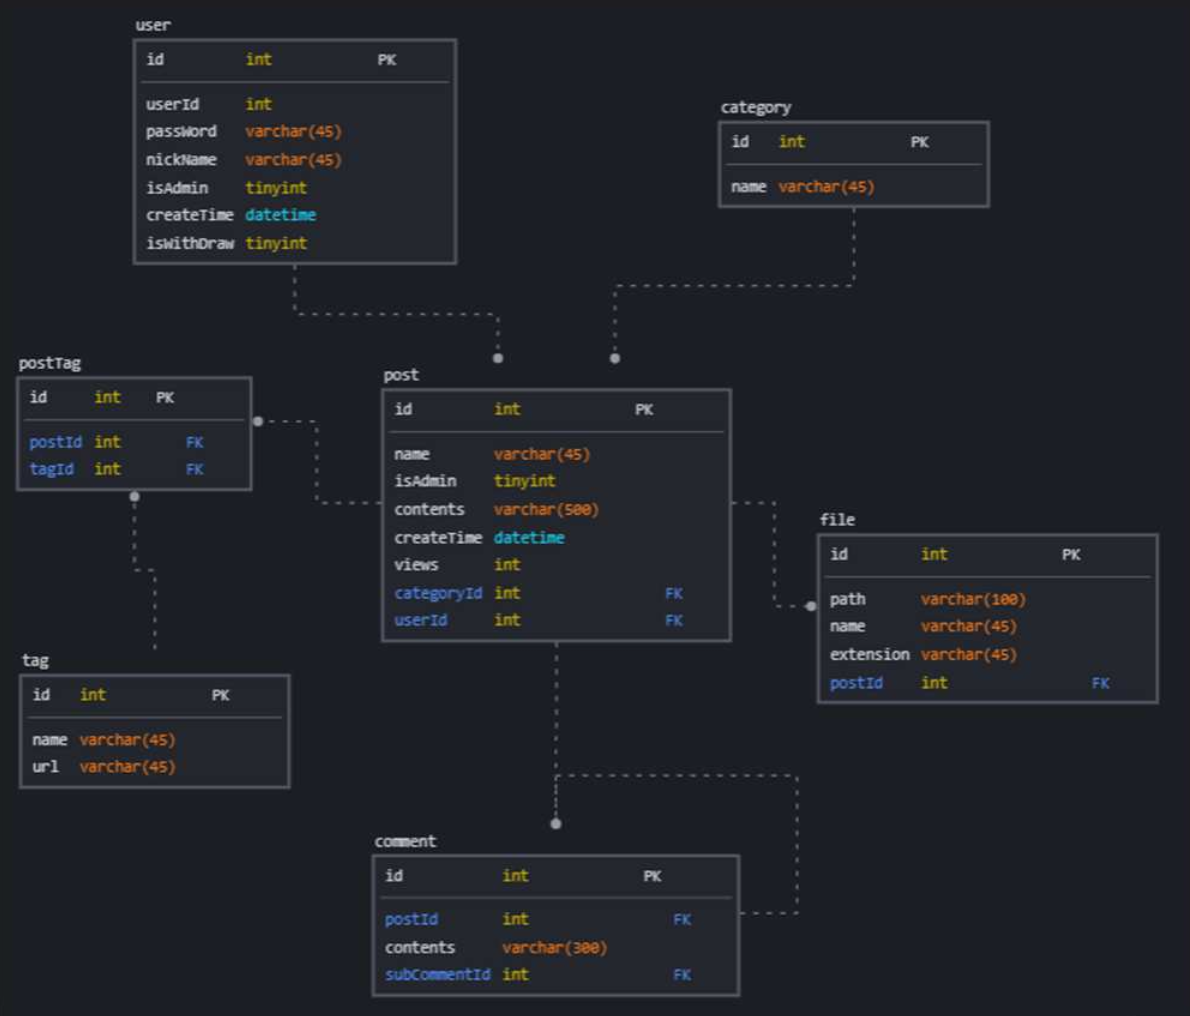 user
id int PK
userId int
passWord varchar(45)
nickName varchar(45)
isAdmin tinyint
createTime datetime
isWithDraw tinyint
category
id int PK
name varchar(45)
postTag
id int PK
postId int FK
tagId int FK
post
id int PK
name varchar(45)
isAdmin tinyint
contents varchar(500)
createTime datetime
views int
categoryId int FK
userId int FK
file
id int PK
path varchar(100)
name varchar(45)
extension varchar(45)
postId int FK
tag
id int PK
name varchar(45)
url varchar(45)
comment
id int PK
postId int FK
contents varchar(300)
subCommentId int FK